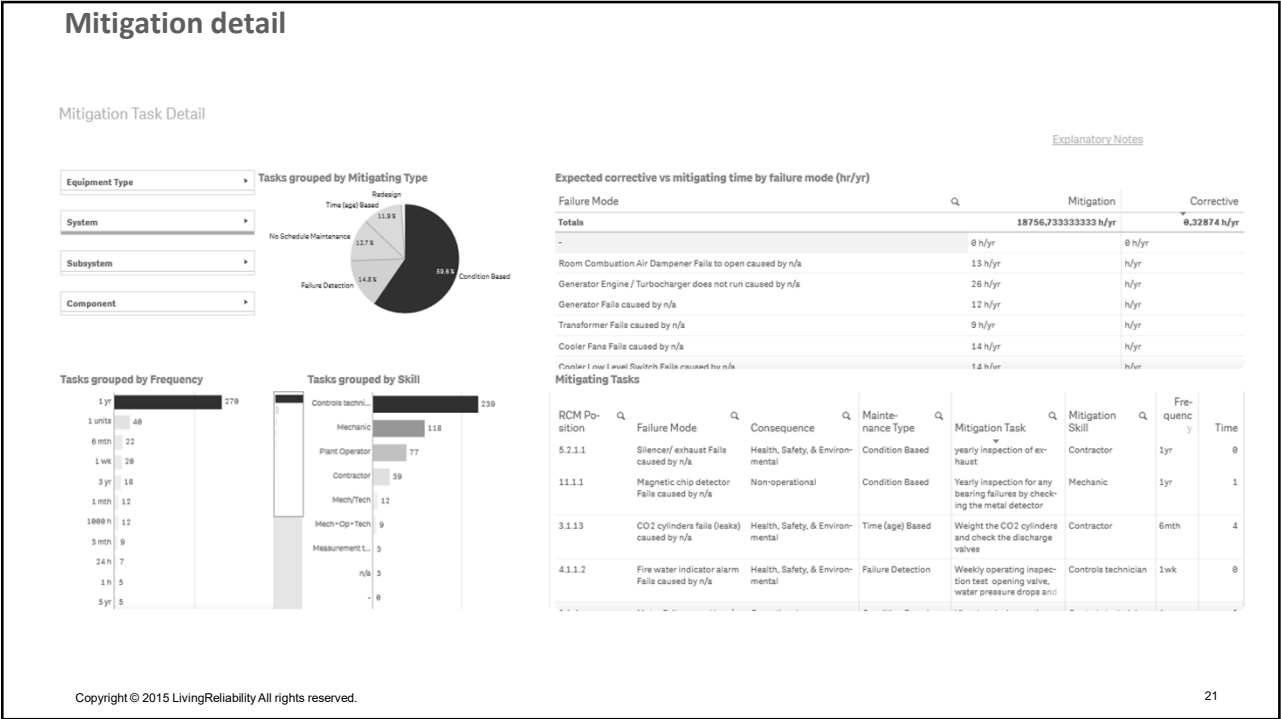 Mitigation detail
Mitigation Task Detail
Explanatory Notes
Equipment Type
System
Subsystem
Component
Tasks grouped by Mitigating Type
Redesign
Time (age) Based
11.9 %
No Schedule Maintenance
12.7 %
Failure Detection
14.8 %
59.6 %
Condition Based
Expected corrective vs mitigating time by failure mode (hr/yr)
Failure Mode Mitigation Corrective
Totals 18756,733333333 h/yr 0,32874 h/yr
- 0 h/yr 0 h/yr
Room Combustion Air Dampener Fails to open caused by n/a 13 h/yr h/yr
Generator Engine / Turbocharger does not run caused by n/a 26 h/yr h/yr
Generator Fails caused by n/a 12 h/yr h/yr
Transformer Fails caused by n/a 9 h/yr h/yr
Cooler Fans Fails caused by n/a 14 h/yr h/yr
Cooler Low Level Switch Fails caused by n/a 14 h/yr h/yr
Tasks grouped by Frequency
1 yr 270
1 units 40
6 mth 22
1 wk 20
3 yr 18
1 mth 12
1000 h 12
3 mth 9
24 h 7
1 h 5
5 yr 5
Tasks grouped by Skill
Controls techni... 239
Mechanic 118
Plant Operator 77
Contractor 39
Mech/Tech 12
Mech+Op+Tech 9
Measurement t... 3
n/a 3
- 0
Mitigating Tasks
Fre-
RCM Po- Mainte- Mitigation quenc
sition Failure Mode Consequence nance Type Mitigation Task Skill y Time
5.2.1.1 Silencer/ exhaust Fails Health, Safety, & Environ- Condition Based yearly inspection of ex- Contractor 1yr 0
caused by n/a mental haust
11.1.1 Magnetic chip detector Non-operational Condition Based Yearly inspection for any Mechanic 1yr 1
Fails caused by n/a bearing failures by check-
ing the metal detector
3.1.13 CO2 cylinders fails (leaks) Health, Safety, & Environ- Time (age) Based Weight the CO2 cylinders Contractor 6mth 4
caused by n/a mental and check the discharge
valves
4.1.1.2 Fire water indicator alarm Health, Safety, & Environ- Failure Detection Weekly operating inspec- Controls technician 1wk 0
Fails caused by n/a mental tion test opening valve,
water pressure drops and
Copyright © 2015 LivingReliability All rights reserved.
21